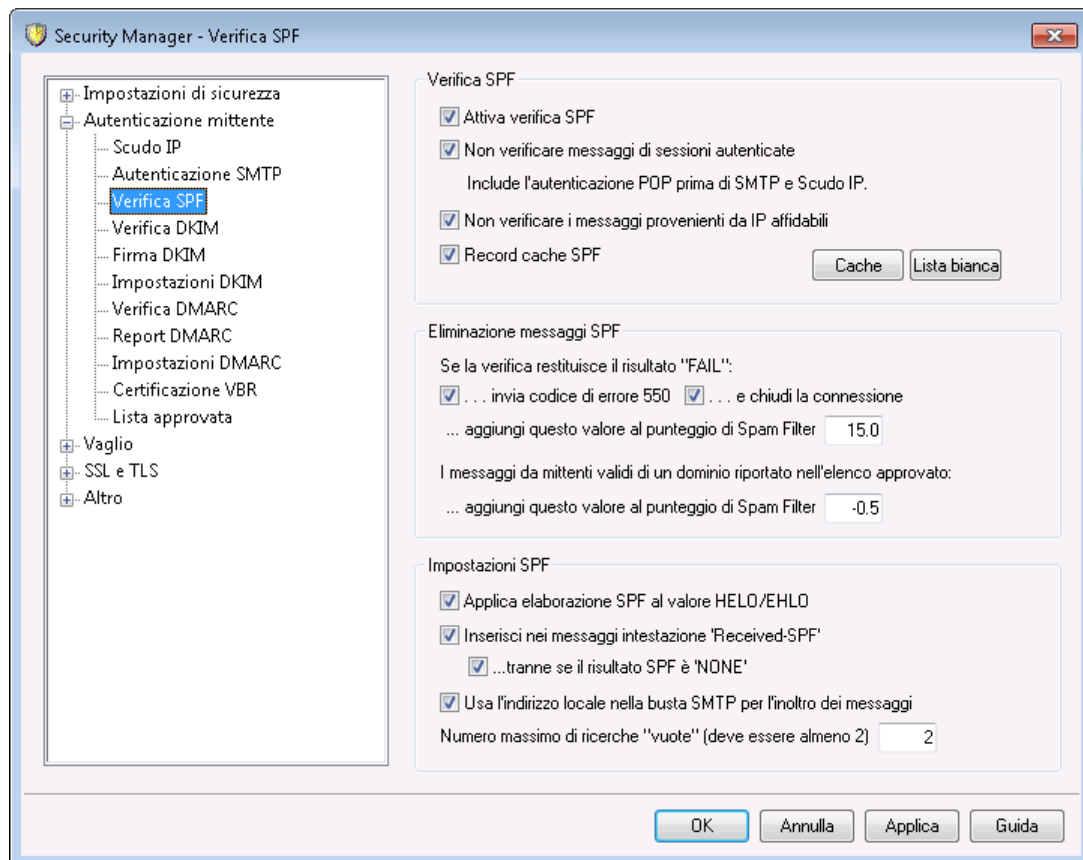 Security Manager - Verifica SPF
Impostazioni di sicurezza
Autenticazione mittente
Scudo IP
Autenticazione SMTP
Verifica SPF
Verifica DKIM
Firma DKIM
Impostazioni DKIM
Verifica DMARC
Report DMARC
Impostazioni DMARC
Certificazione VBR
Lista approvata
Vaglio
SSL e TLS
Altro
Verifica SPF
Attiva verifica SPF
Non verificare messaggi di sessioni autenticate
Include l'autenticazione POP prima di SMTP e Scudo IP.
Non verificare i messaggi provenienti da IP affidabili
Record cache SPF
Cache
Lista bianca
Eliminazione messaggi SPF
Se la verifica restituisce il risultato "FAIL":
. . . invia codice di errore 550 . . . e chiudi la connessione
... aggiungi questo valore al punteggio di Spam Filter 15.0
I messaggi da mittenti validi di un dominio riportato nell'elenco approvato:
... aggiungi questo valore al punteggio di Spam Filter -0.5
Impostazioni SPF
Applica elaborazione SPF al valore HELO/EHLO
Inserisci nei messaggi intestazione 'Received-SPF'
...tranne se il risultato SPF è 'NONE'
Usa l'indirizzo locale nella busta SMTP per l'inoltro dei messaggi
Numero massimo di ricerche "vuote" (deve essere almeno 2) 2
OK
Annulla
Applica
Guida